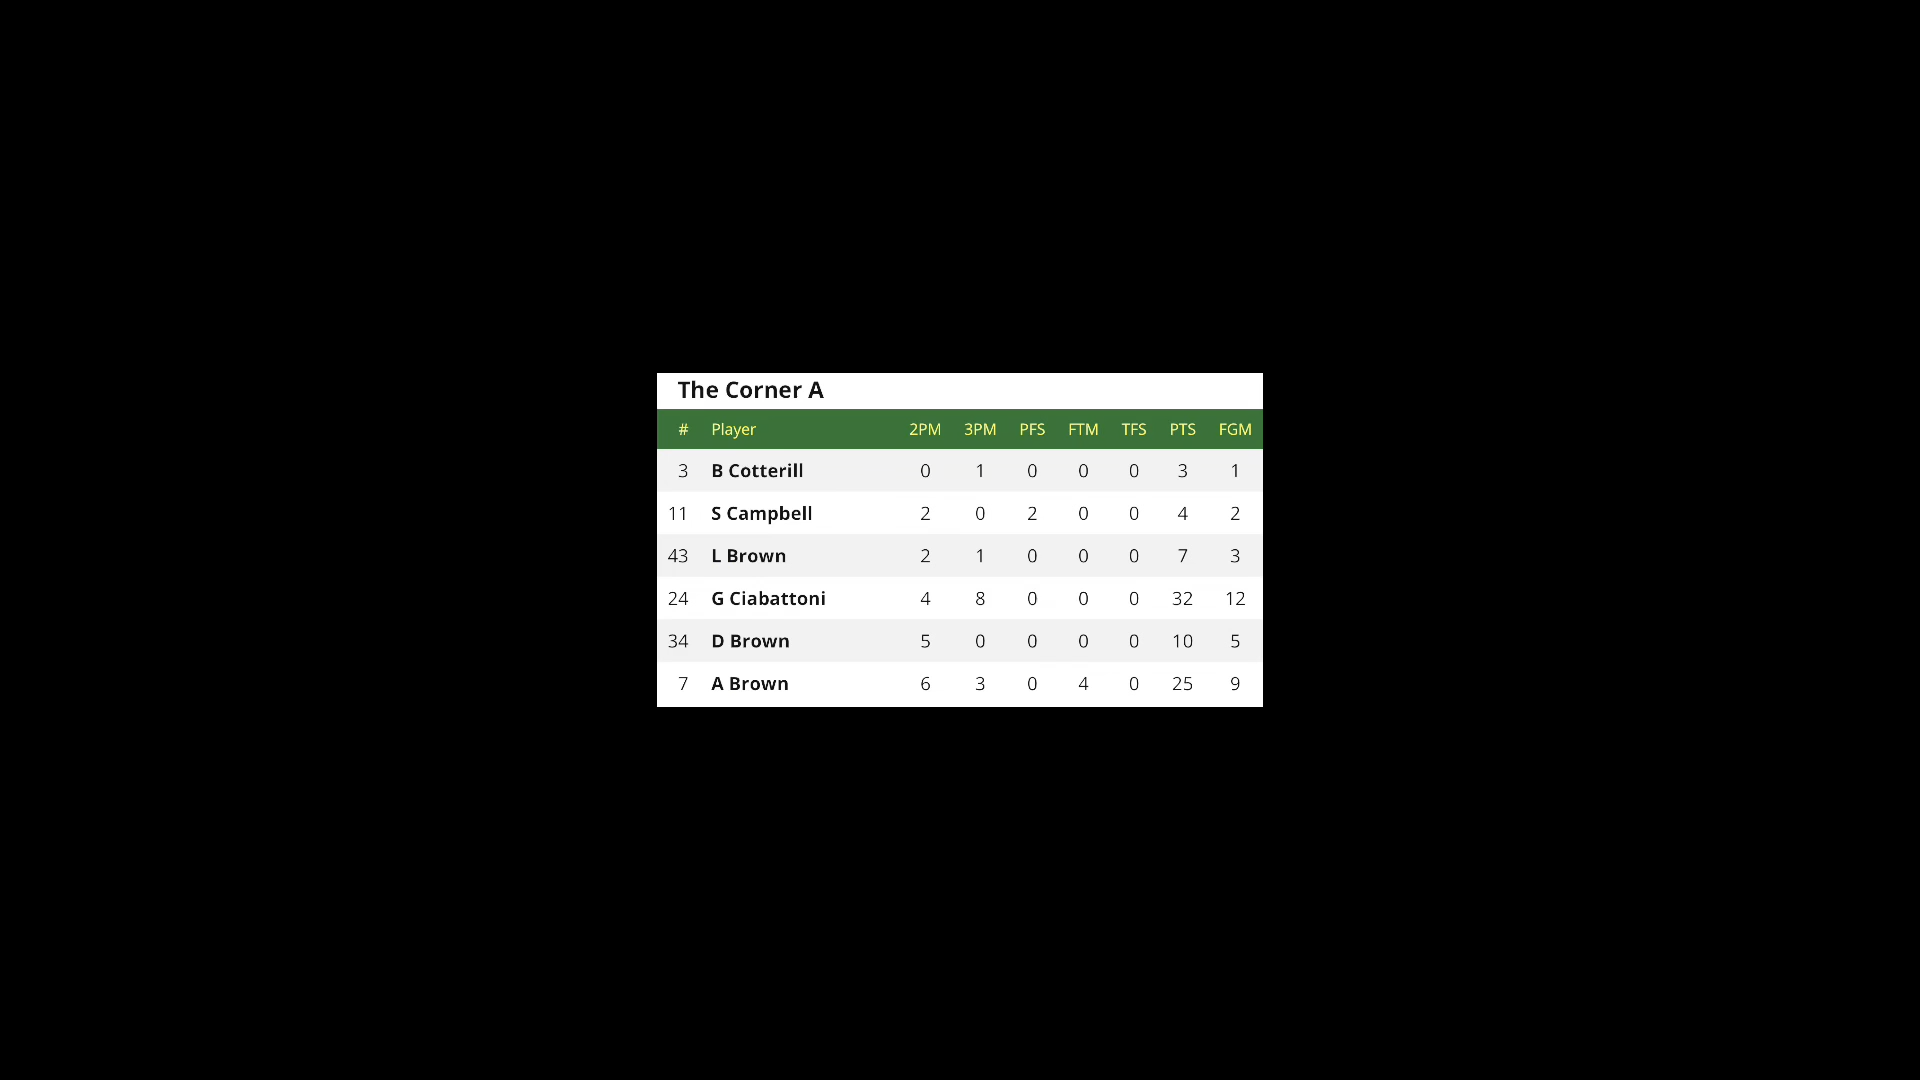 The Corner A
# Player 2PM 3PM PFS FTM TFS PTS FGM
3 B Cotterill 0 1 0 0 0 3 1
11 S Campbell 2 0 2 0 0 4 2
43 L Brown 2 1 0 0 0 7 3
24 G Ciabattoni 4 8 0 0 0 32 12
34 D Brown 5 0 0 0 0 10 5
7 A Brown 6 3 0 4 0 25 9